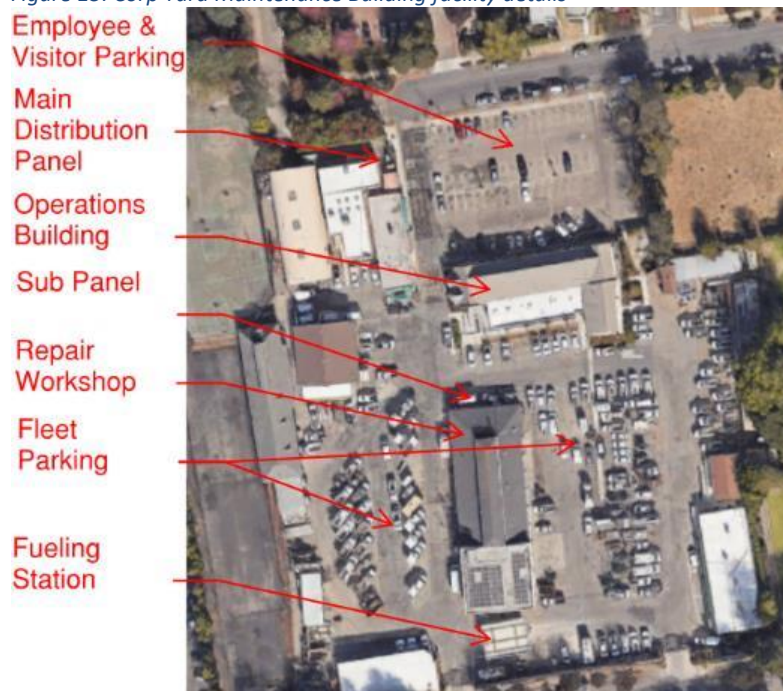 Employee &
Visitor Parking
Main
Distribution
Panel
Operations
Building
Sub Panel
Repair
Workshop
Fleet
Parking
Fueling
Station